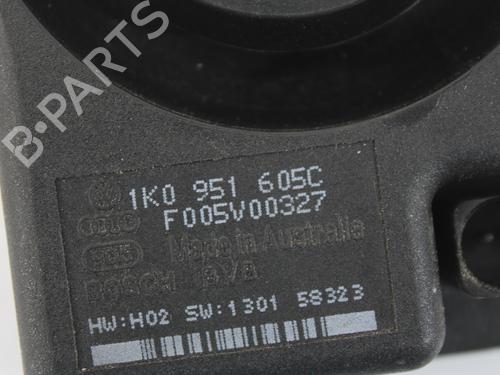 B-PARTS
1K0 951 605C
F005V00327
Made in Australia
BOSCH
HW:H02 SW:1301 58323